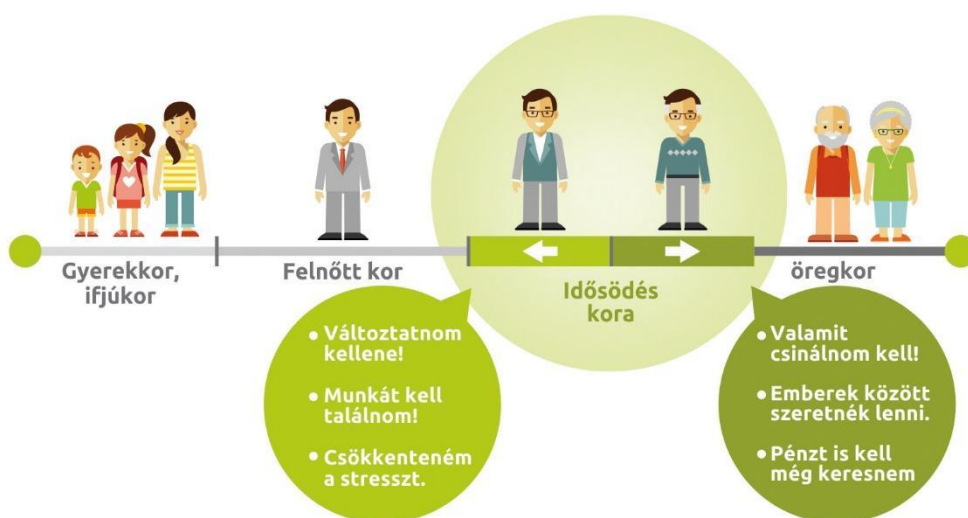 Gyerekkor,
ifjúkor
Felnőtt kor
Idősödés
kora
öregkor
• Változtatnom
kellene!
• Munkát kell
találnom!
• Csökkenteném
a stresszt.
• Valamit
csinálnom kell!
• Emberek között
szeretnék lenni.
• Pénzt is kell
még keresnem